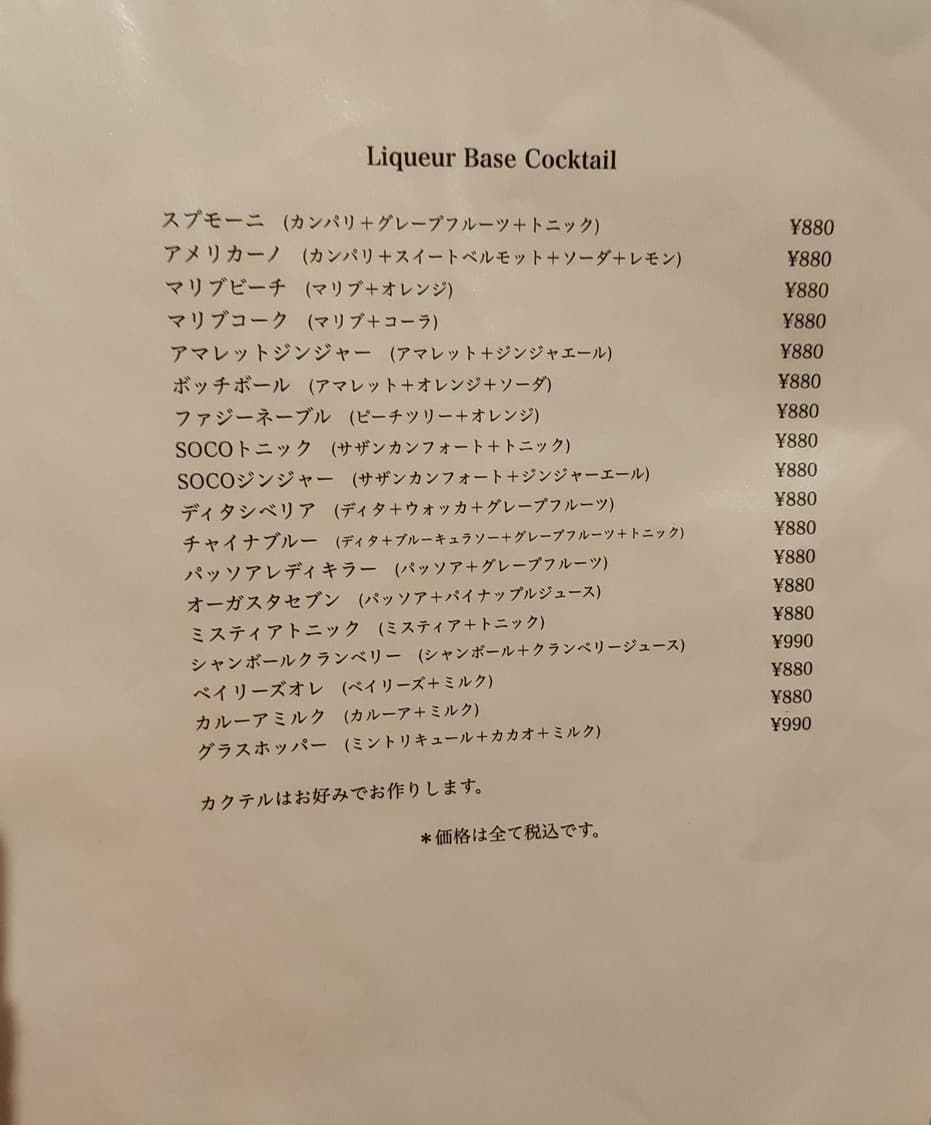 Liqueur Base Cocktail
スプモーニ (カンパリ＋グレープフルーツ＋トニック) ¥880
アメリカーノ (カンパリ＋スイートベルモット＋ソーダ＋レモン) ¥880
マリブビーチ (マリブ＋オレンジ) ¥880
マリブコーク (マリブ＋コーラ) ¥880
アマレットジンジャー (アマレット＋ジンジャエール) ¥880
ボッチボール (アマレット＋オレンジ＋ソーダ) ¥880
ファジーネーブル (ピーチツリー＋オレンジ) ¥880
SOCOトニック (サザンカンフォート＋トニック) ¥880
SOCOジンジャー (サザンカンフォート＋ジンジャーエール) ¥880
ディタシベリア (ディタ＋ウォッカ＋グレープフルーツ) ¥880
チャイナブルー (ディタ＋ブルーキュラソー＋グレープフルーツ＋トニック) ¥880
パッソアレディキラー (パッソア＋グレープフルーツ) ¥880
オーガスタセブン (パッソア＋パイナップルジュース) ¥880
ミスティアトニック (ミスティア＋トニック) ¥880
シャンボールクランベリー (シャンボール＋クランベリージュース) ¥990
ベイリーズオレ (ベイリーズ＋ミルク) ¥880
カルーアミルク (カルーア＋ミルク) ¥880
グラスホッパー (ミントリキュール＋カカオ＋ミルク) ¥990
カクテルはお好みでお作りします。
＊価格は全て税込です。